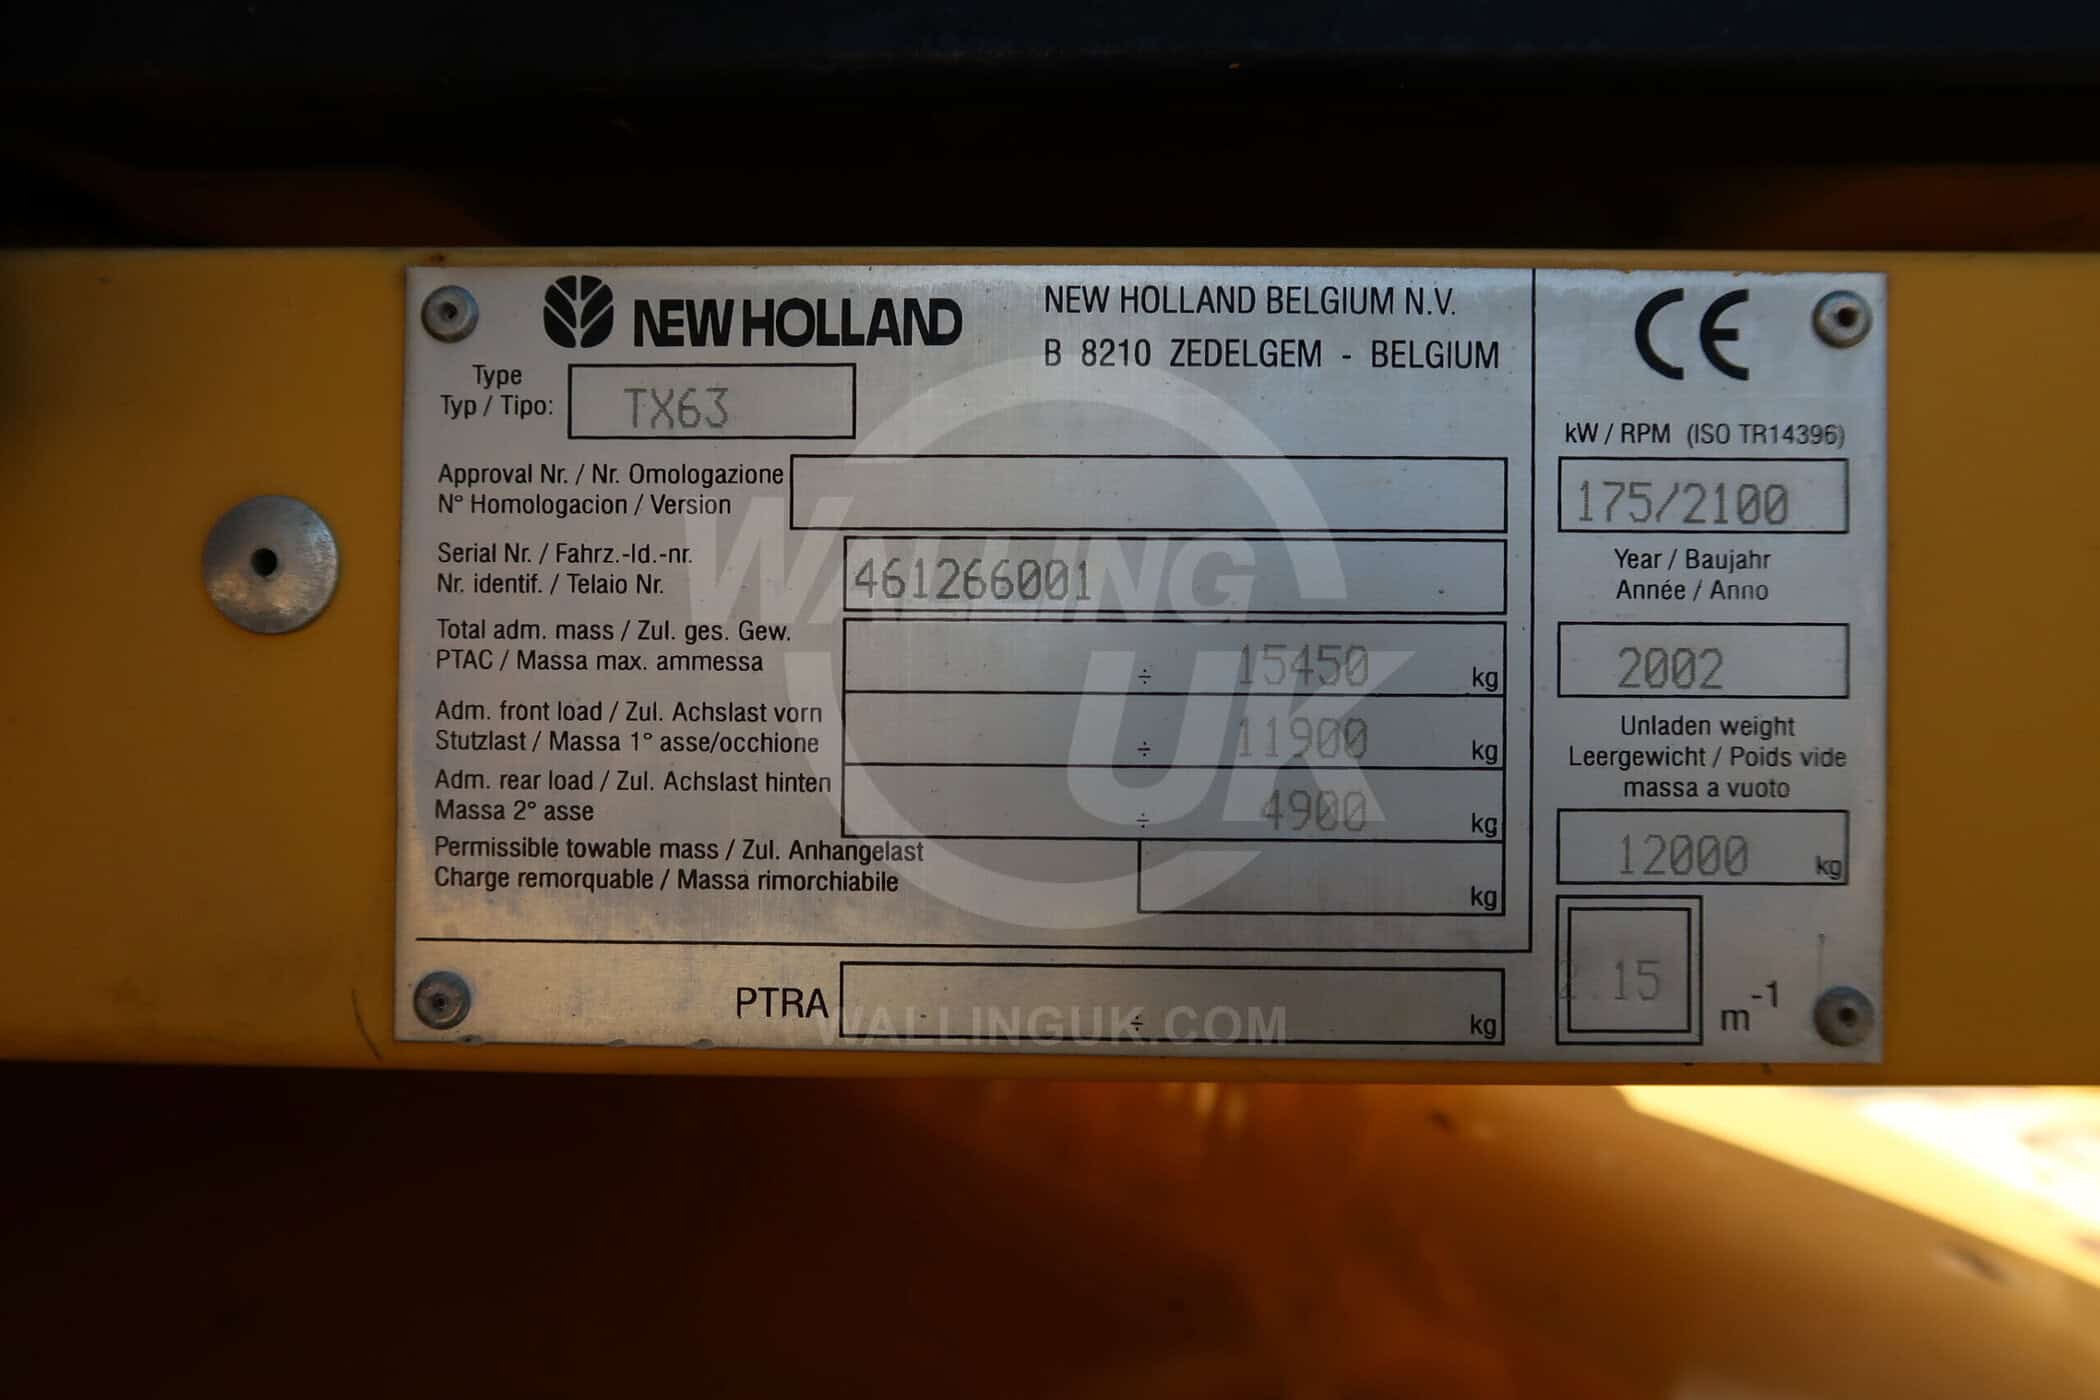 NEW HOLLAND
NEW HOLLAND BELGIUM N.V.
B 8210 ZEDELGEM - BELGIUM
Type
Typ / Tipo:
TX63
Approval Nr. / Nr. Omologazione
N° Homologacion / Version
Serial Nr. / Fahrz.-Id.-nr.
Nr. identif. / Telaio Nr.
461266001
Total adm. mass / Zul. ges. Gew.
PTAC / Massa max. ammessa
÷ 15450 kg
Adm. front load / Zul. Achslast vorn
Stutzlast / Massa 1° asse/occhione
÷ 11900 kg
Adm. rear load / Zul. Achslast hinten
Massa 2° asse
÷ 4900 kg
Permissible towable mass / Zul. Anhangelast
Charge remorquable / Massa rimorchiabile
kg
PTRA ÷ kg
CE
kW / RPM (ISO TR14396)
175/2100
Year / Baujahr
Année / Anno
2002
Unladen weight
Leergewicht / Poids vide
massa a vuoto
12000 kg
2.15 m-1
WALLING
UK
WALLINGUK.COM